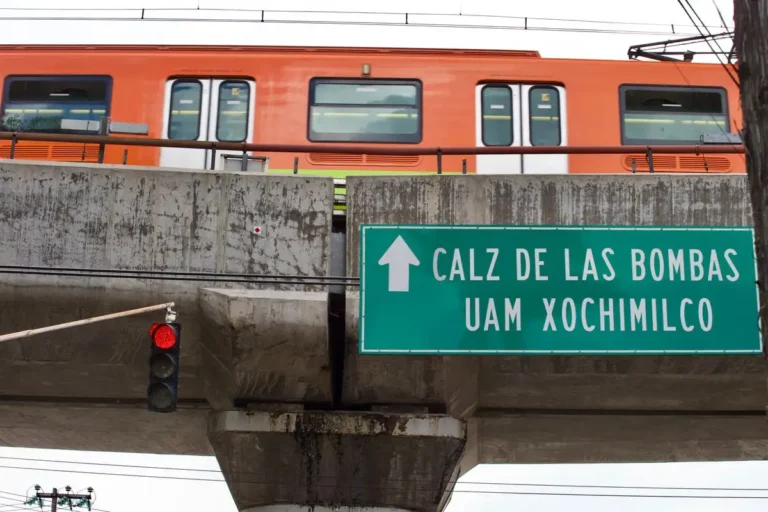 CALZ DE LAS BOMBAS
UAM XOCHIMILCO